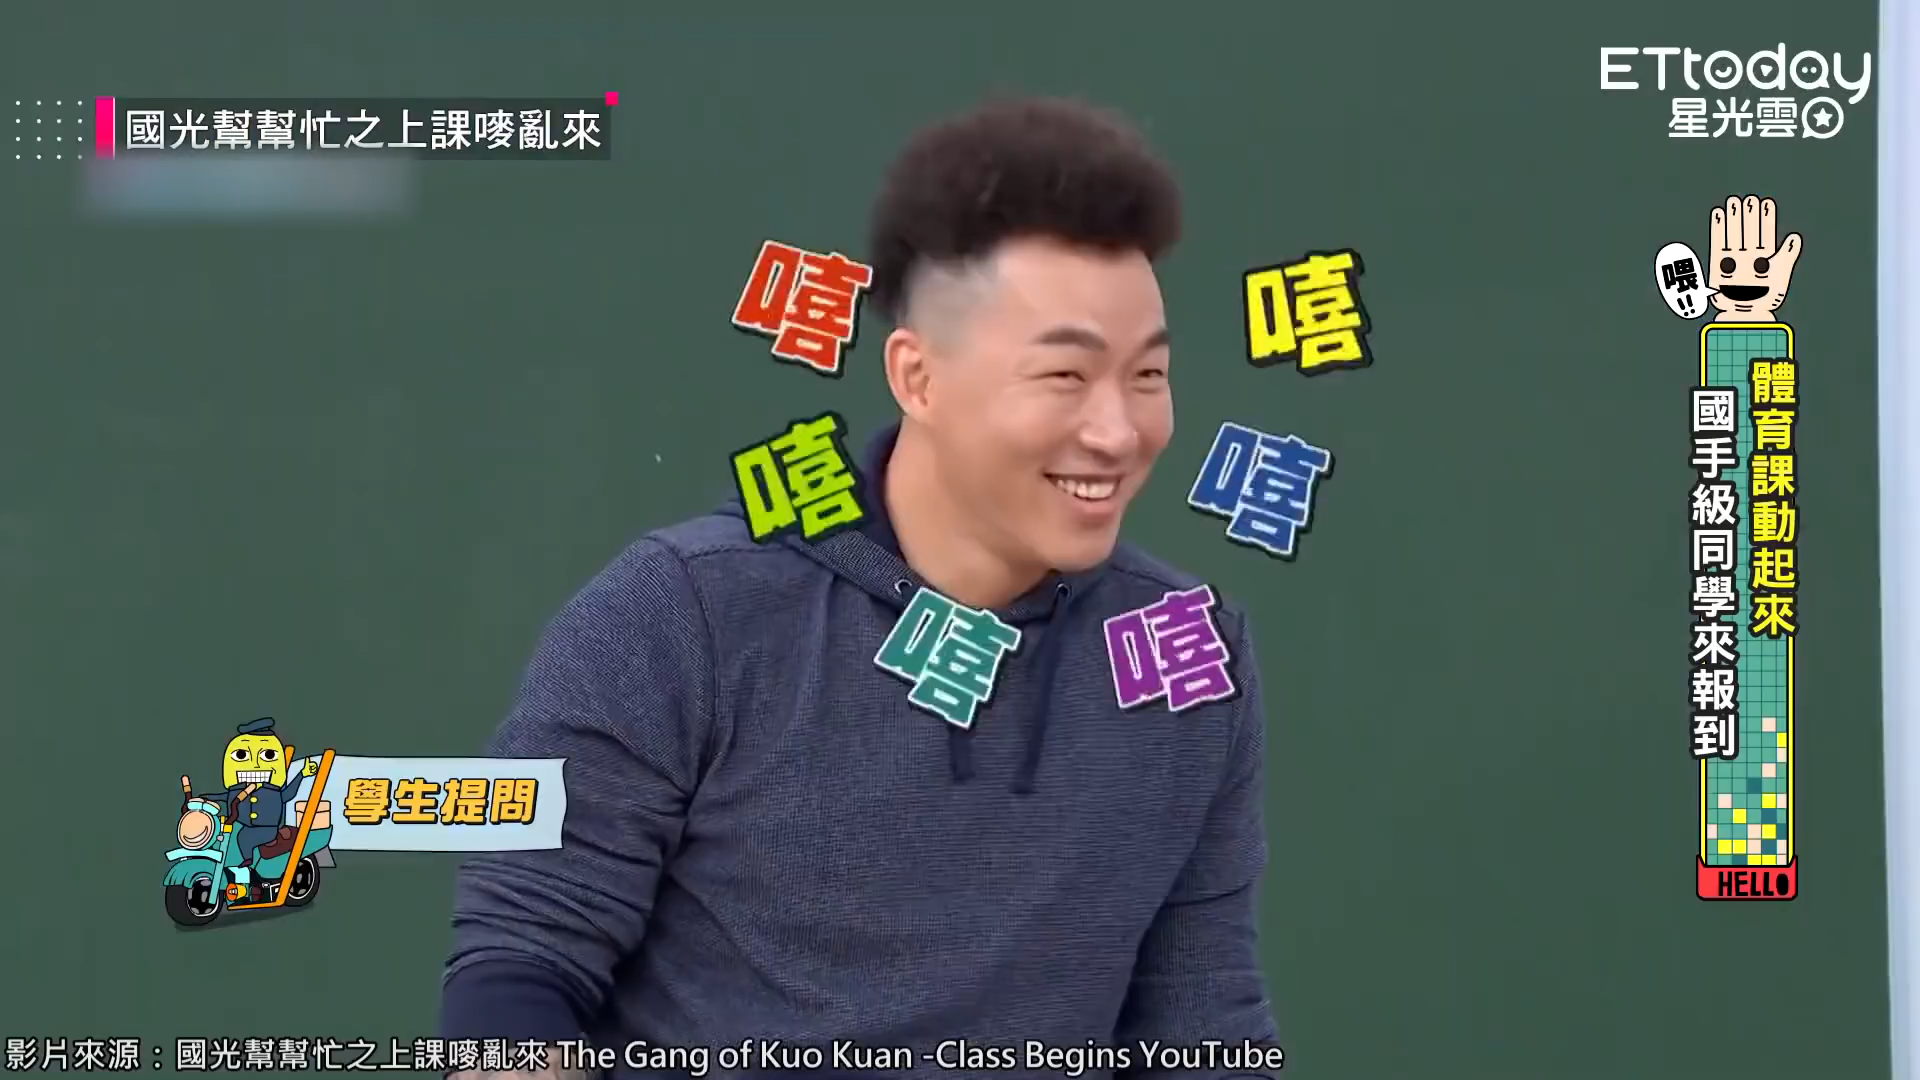 國光幫幫忙之上課嘜亂來
ETtoday
星光雲
喂!!
體育課動起來
國手級同學來報到
HELLO
嘻
嘻
嘻
嘻
嘻
嘻
學生提問
影片來源：國光幫幫忙之上課嘜亂來 The Gang of Kuo Kuan -Class Begins YouTube